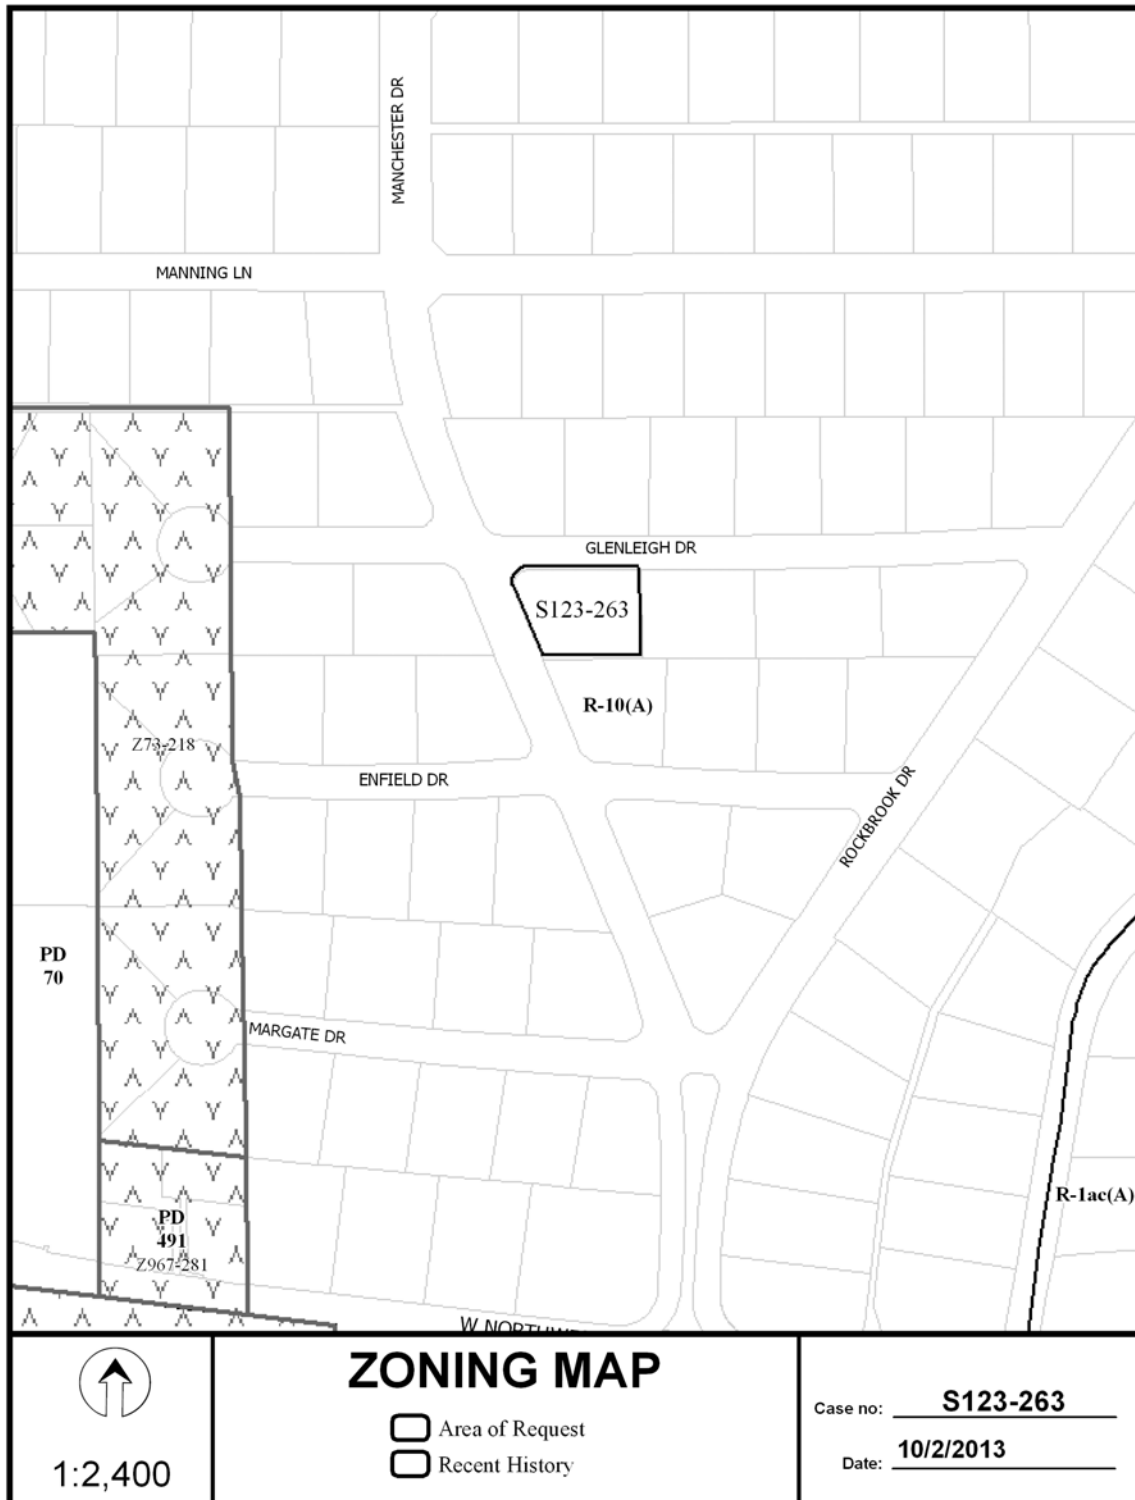 MANCHESTER DR
MANNING LN
GLENLEIGH DR
S123-263
R-10(A)
Z73-218
ENFIELD DR
ROCKBROOK DR
PD
70
MARGATE DR
R-1ac(A)
PD
491
Z967-281
W
1:2,400
ZONING MAP
Area of Request
Recent History
Case no: S123-263
Date: 10/2/2013